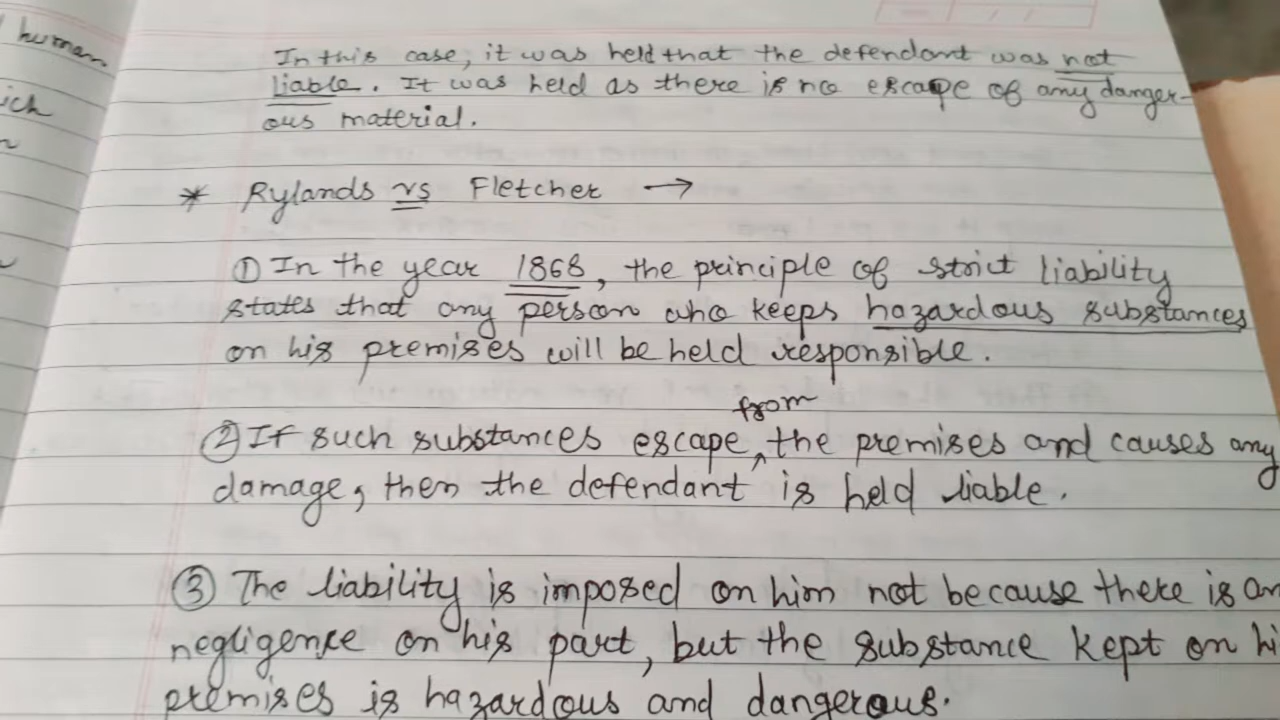 human
ich
In this case, it was held that the defendant was not
liable. It was held as there is no escape of any danger-
ous material.
* Rylands vs Fletcher →
① In the year 1868, the principle of strict liability
states that any person who keeps hazardous substances
on his premises will be held responsible.
from
② If such substances escape ^ the premises and causes any
damage, then the defendant is held liable.
③ The liability is imposed on him not because there is an
negligence on his part, but the substance kept on hi
premises is hazardous and dangerous.